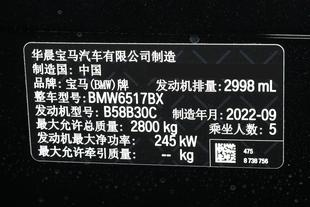 华晨宝马汽车有限公司制造
制造国：中国
品牌：宝马(BMW)牌 发动机排量：2998 mL
整车型号：BMW6517BX
发动机型号：B58B30C 制造年月：2022-09
最大允许总质量：2800 kg 乘坐人数：5
发动机最大净功率：245 kW
最大允许牵引质量：-- kg
475
8 738 756